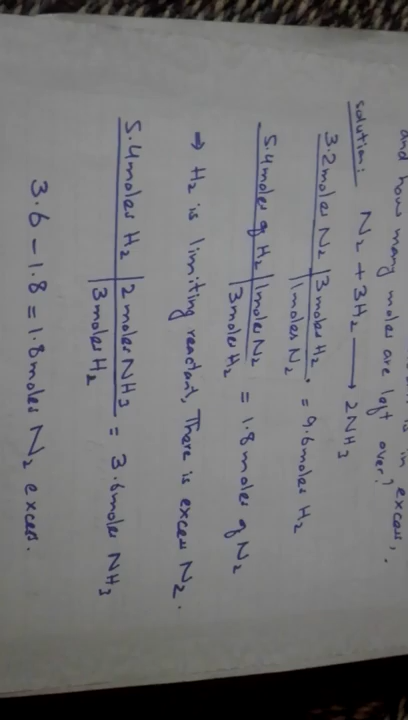 is in excess,
and how many moles are left over?
solution: N2 + 3H2 → 2NH3
3.2 moles N2 | 3 moles H2 = 9.6 moles H2
| 1 moles N2
5.4 moles of H2 | 1 moles N2 = 1.8 moles of N2
| 3 moles H2
→ H2 is limiting reactant, There is excess N2.
5.4 moles H2 | 2 moles NH3 = 3.6 moles NH3
| 3 moles H2
3.6 - 1.8 = 1.8 moles N2 excess.